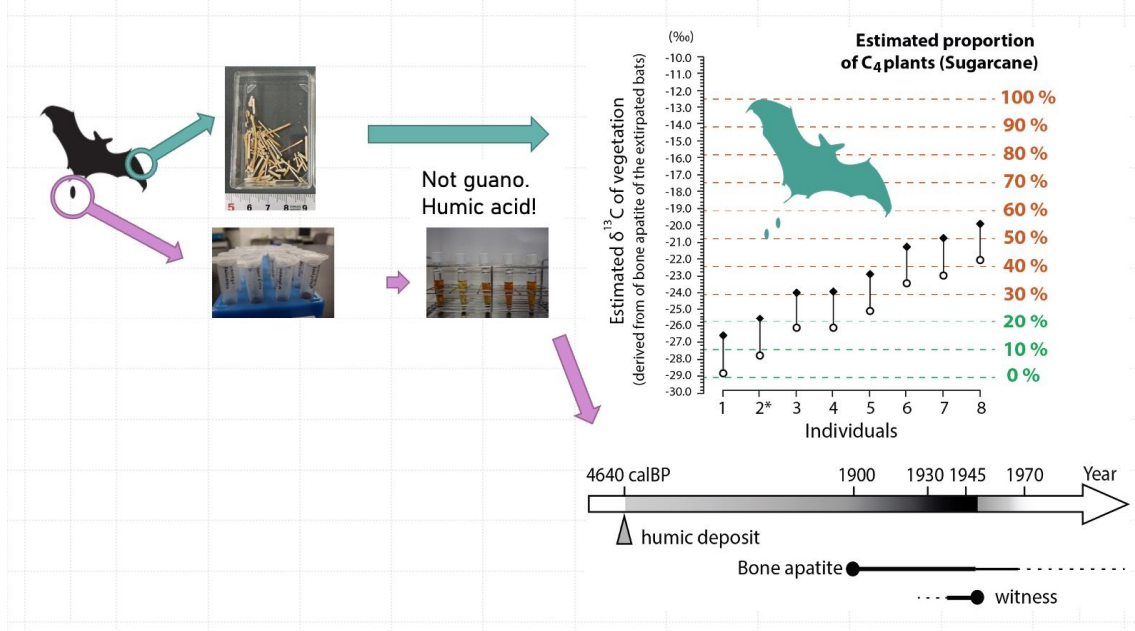 Not guano.
Humic acid!
5 6 7 8 9
(‰)
Estimated proportion
of C4 plants (Sugarcane)
Estimated δ13C of vegetation
(derived from of bone apatite of the extirpated bats)
-10.0
-11.0
-12.0
-13.0
-14.0
-15.0
-16.0
-17.0
-18.0
-19.0
-20.0
-21.0
-22.0
-23.0
-24.0
-25.0
-26.0
-27.0
-28.0
-29.0
-30.0
100 %
90 %
80 %
70 %
60 %
50 %
40 %
30 %
20 %
10 %
0 %
1 2* 3 4 5 6 7 8
Individuals
4640 calBP 1900 1930 1945 1970 Year
humic deposit
Bone apatite
witness